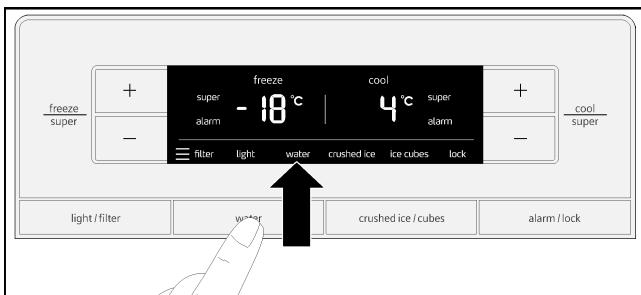 freeze cool
super -18 °C 4 °C super
alarm alarm
filter light water crushed ice ice cubes lock
freeze
super
+
−
+
−
cool
super
light / filter water crushed ice / cubes alarm / lock